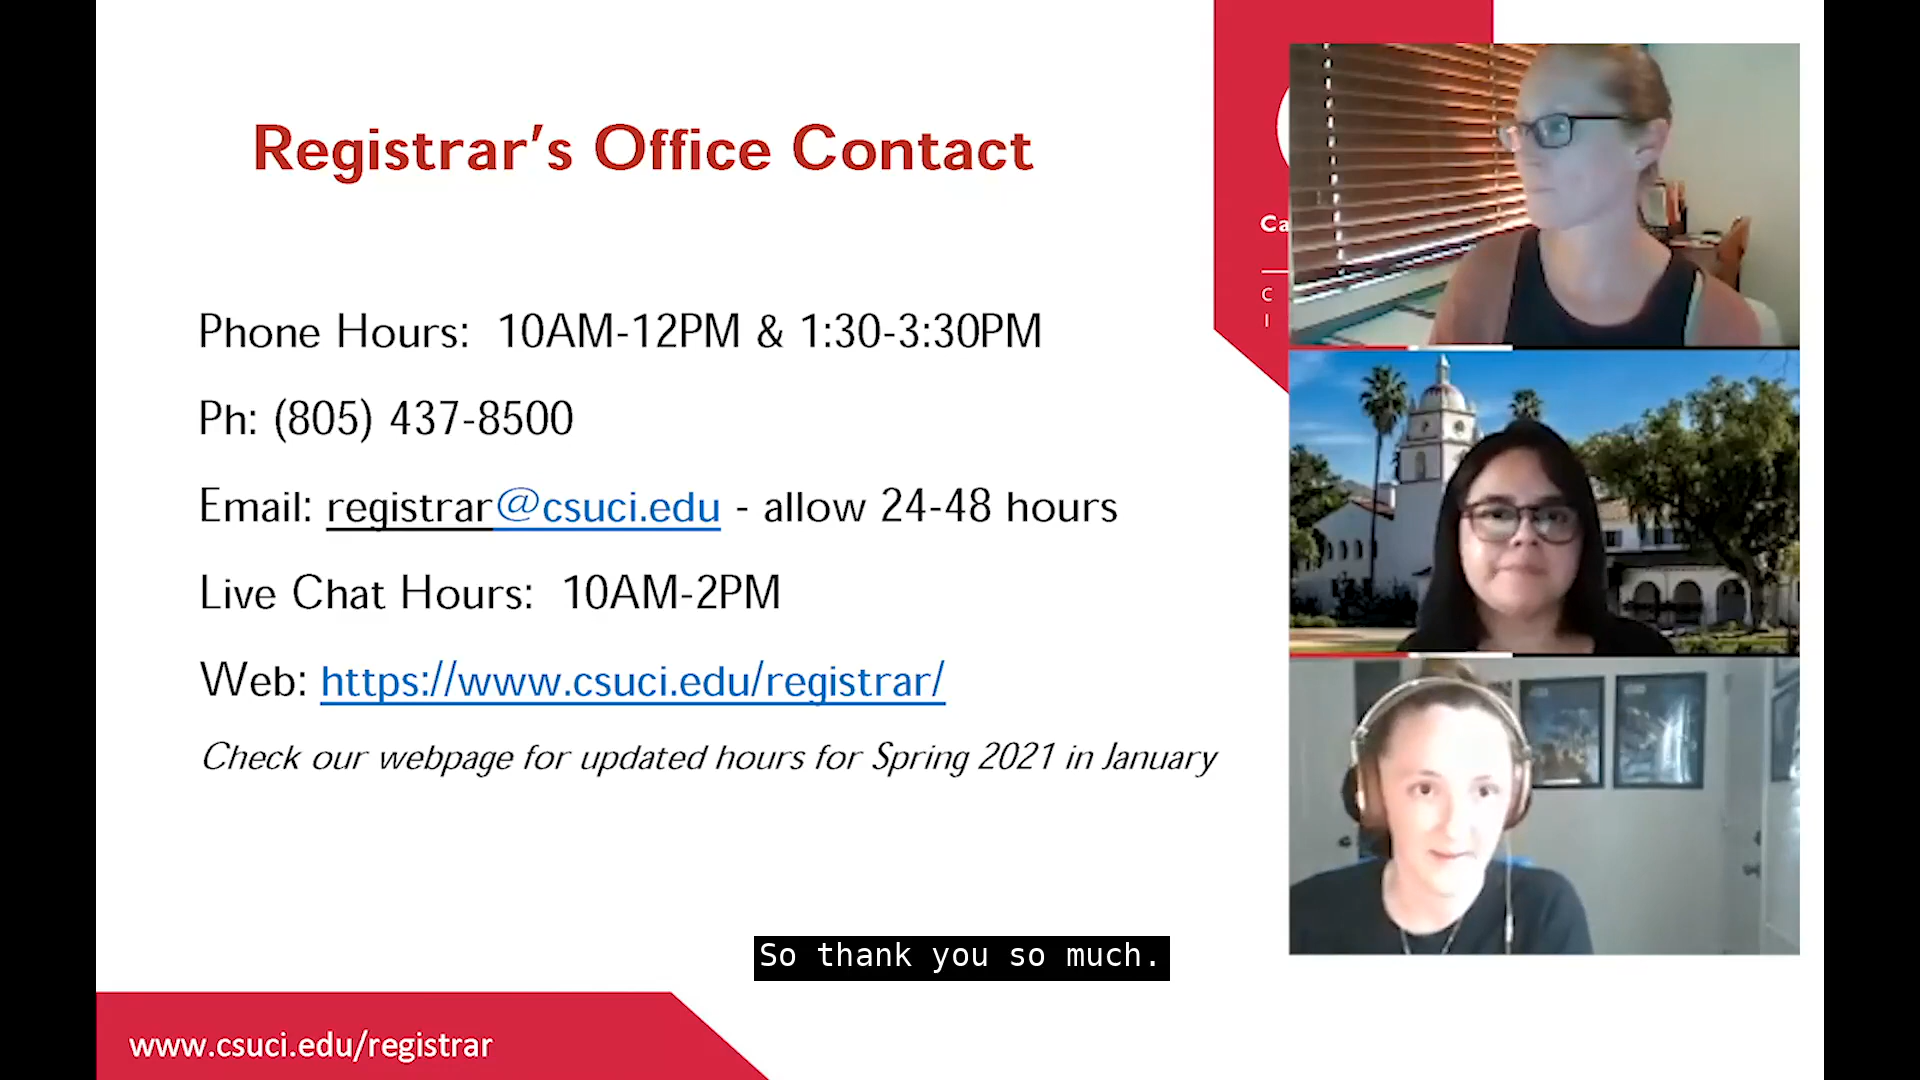 Registrar’s Office Contact
Ca
C
I
Phone Hours:  10AM-12PM & 1:30-3:30PM
Ph: (805) 437-8500
Email: registrar@csuci.edu - allow 24-48 hours
Live Chat Hours:  10AM-2PM
Web: https://www.csuci.edu/registrar/
Check our webpage for updated hours for Spring 2021 in January
So thank you so much.
www.csuci.edu/registrar